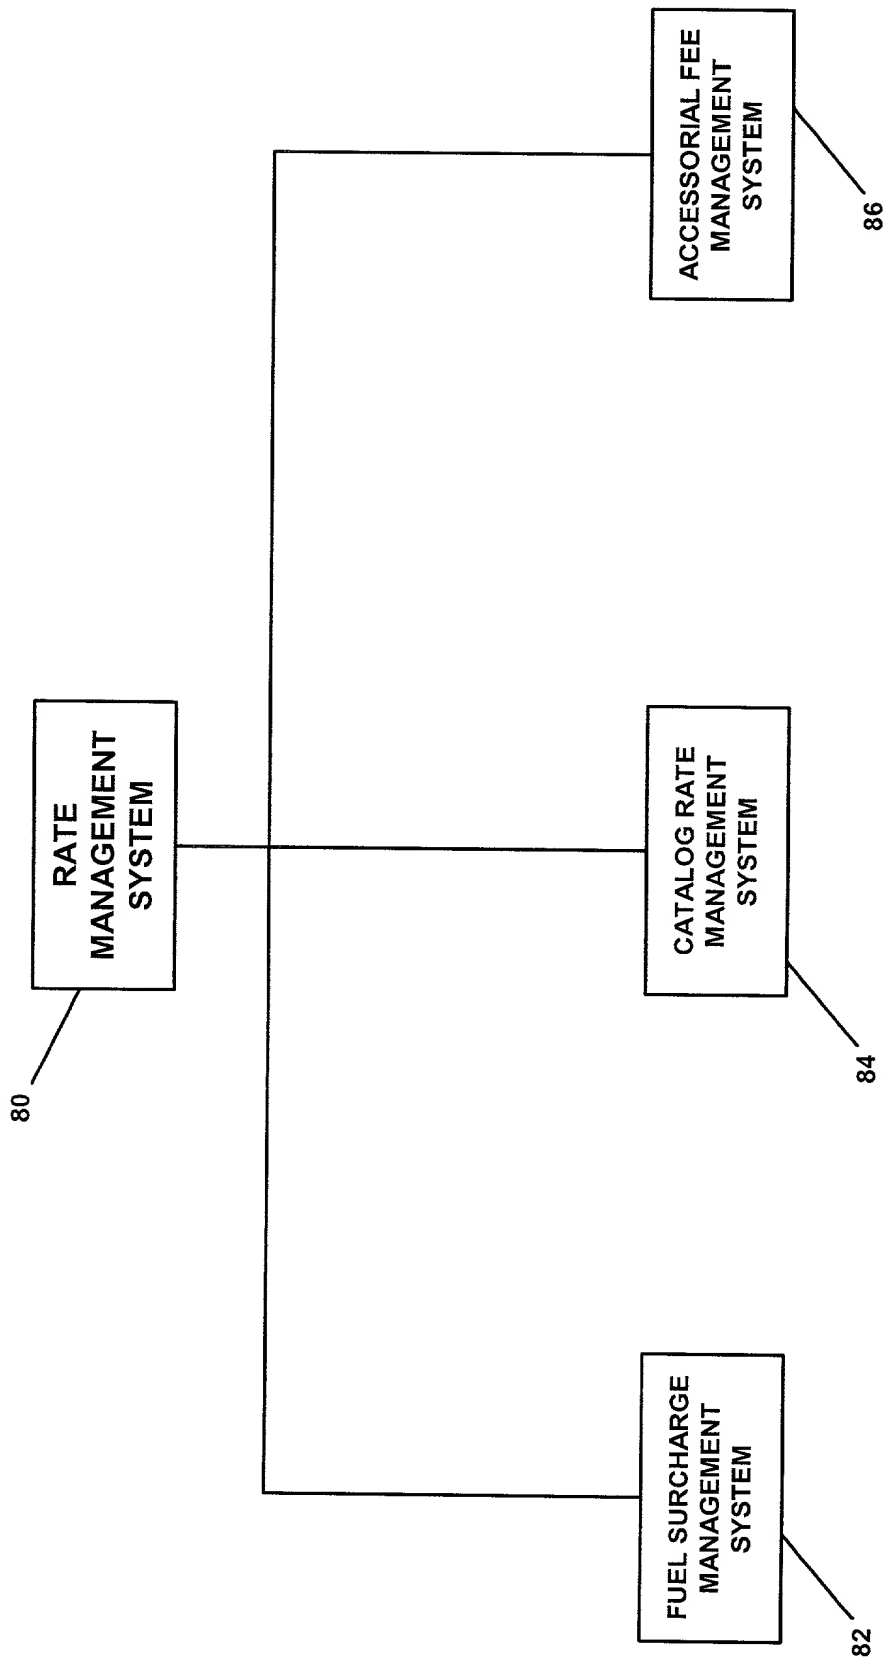 RATE
MANAGEMENT
SYSTEM
80
FUEL SURCHARGE
MANAGEMENT
SYSTEM
82
CATALOG RATE
MANAGEMENT
SYSTEM
84
ACCESSORIAL FEE
MANAGEMENT
SYSTEM
86